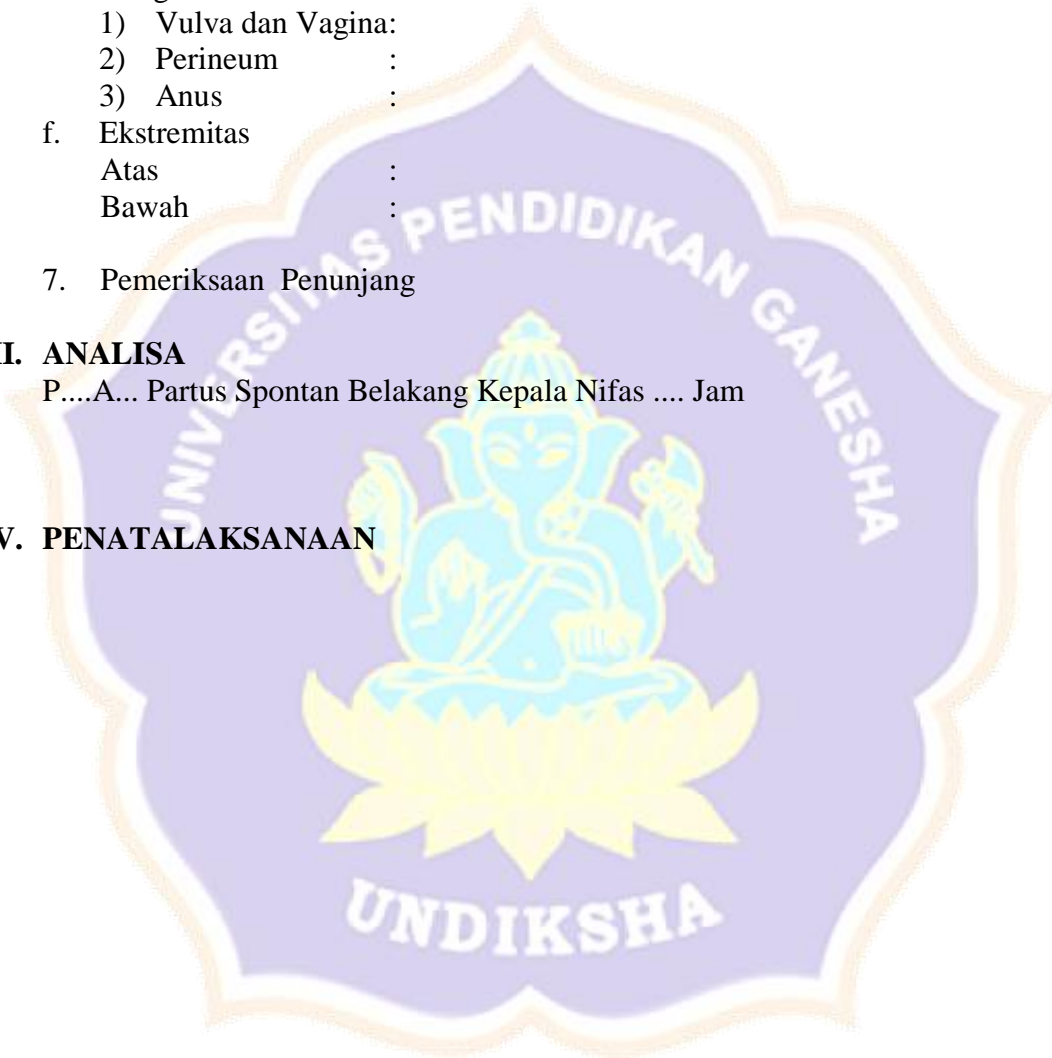 1) Vulva dan Vagina:
2) Perineum :
3) Anus :
f. Ekstremitas
Atas :
Bawah :
7. Pemeriksaan Penunjang
I. ANALISA
P....A... Partus Spontan Belakang Kepala Nifas .... Jam
V. PENATALAKSANAAN
UNIVERSITAS PENDIDIKAN GANESHA
UNDIKSHA